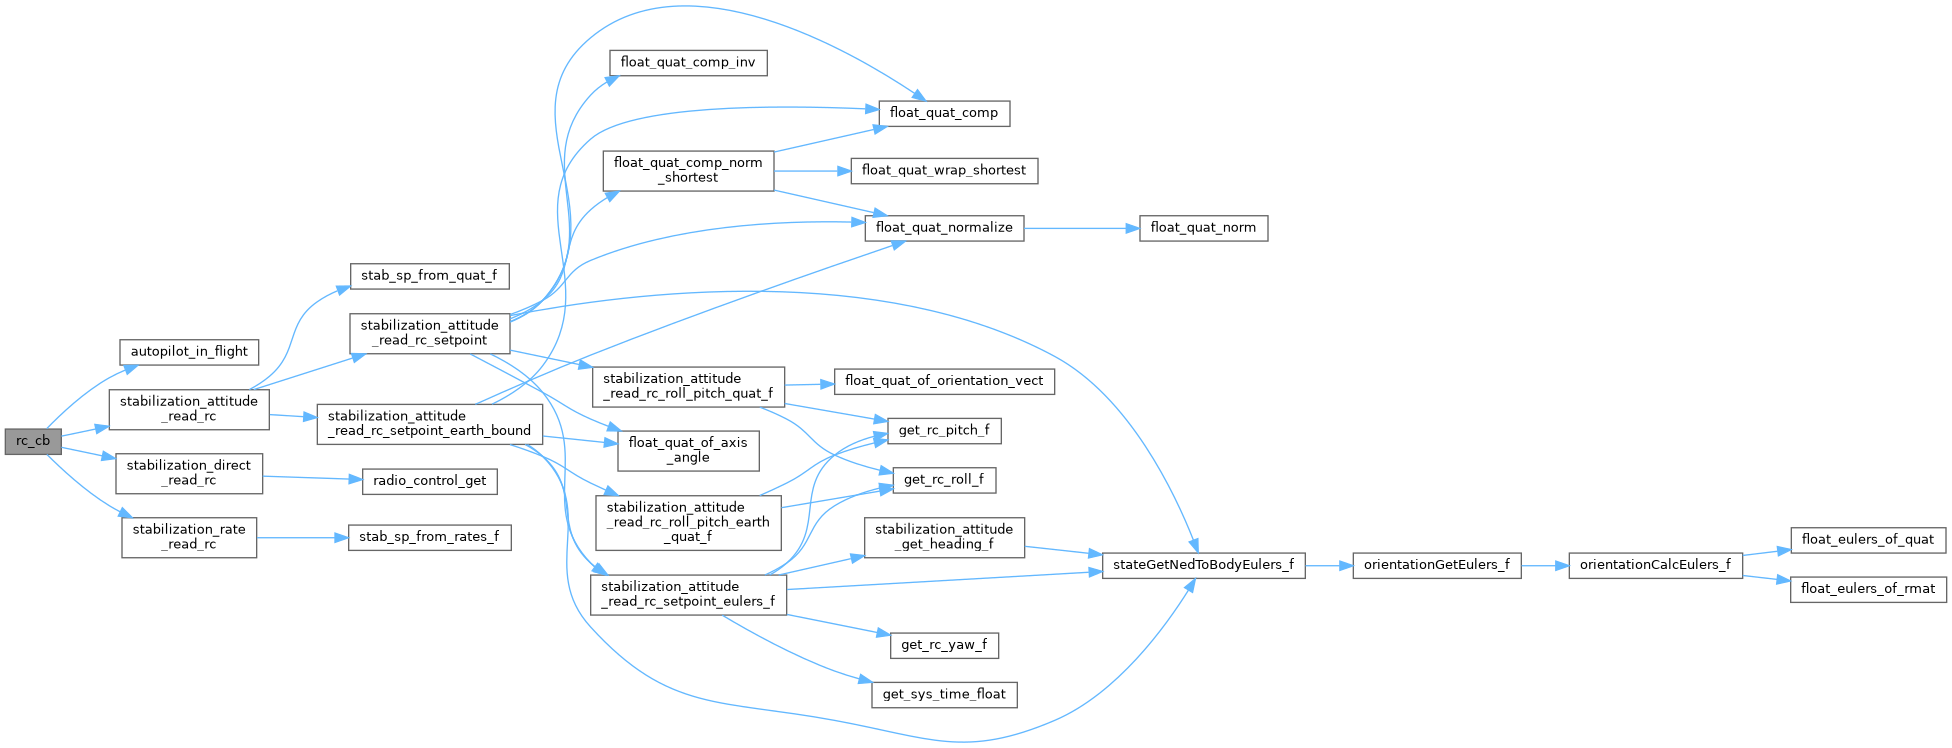 rc_cb
autopilot_in_flight
stabilization_attitude
_read_rc
stabilization_direct
_read_rc
stabilization_rate
_read_rc
stab_sp_from_quat_f
stabilization_attitude
_read_rc_setpoint
stabilization_attitude
_read_rc_setpoint_earth_bound
radio_control_get
stab_sp_from_rates_f
float_quat_comp_inv
float_quat_comp_norm
_shortest
stabilization_attitude
_read_rc_roll_pitch_quat_f
float_quat_of_axis
_angle
stabilization_attitude
_read_rc_roll_pitch_earth
_quat_f
stabilization_attitude
_read_rc_setpoint_eulers_f
float_quat_comp
float_quat_wrap_shortest
float_quat_normalize
float_quat_of_orientation_vect
get_rc_pitch_f
get_rc_roll_f
stabilization_attitude
_get_heading_f
get_rc_yaw_f
get_sys_time_float
float_quat_norm
stateGetNedToBodyEulers_f
orientationGetEulers_f
orientationCalcEulers_f
float_eulers_of_quat
float_eulers_of_rmat